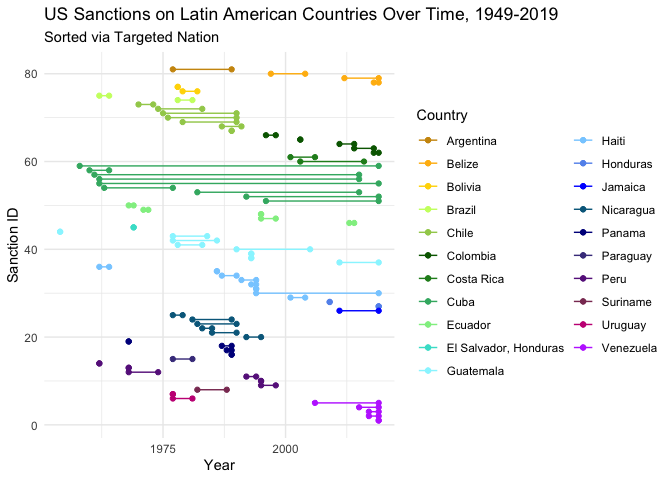 US Sanctions on Latin American Countries Over Time, 1949-2019
Sorted via Targeted Nation
80
60
40
20
0
Sanction ID
1975
2000
Year
Country
Argentina
Belize
Bolivia
Brazil
Chile
Colombia
Costa Rica
Cuba
Ecuador
El Salvador, Honduras
Guatemala
Haiti
Honduras
Jamaica
Nicaragua
Panama
Paraguay
Peru
Suriname
Uruguay
Venezuela